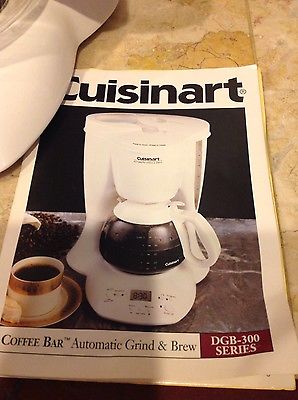 Cuisinart®
Cuisinart
Cuisinart
COFFEE BAR™ Automatic Grind & Brew
DGB-300
SERIES